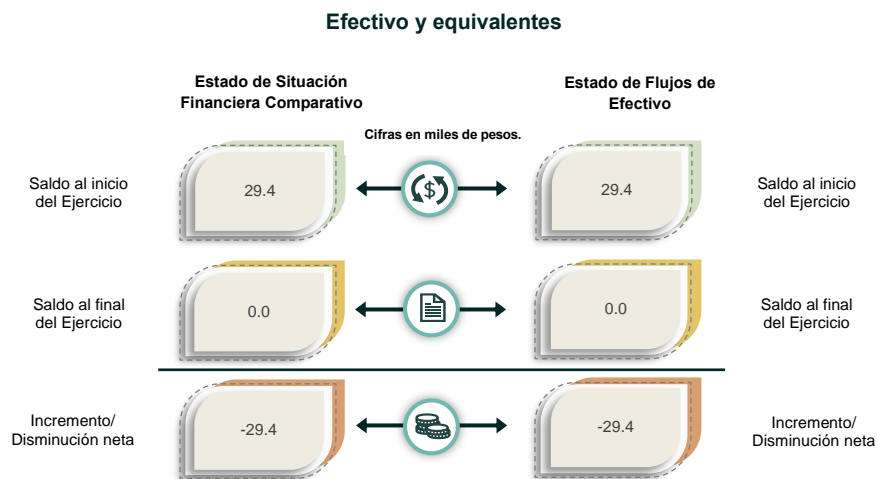 Efectivo y equivalentes
Estado de Situación
Financiera Comparativo
Estado de Flujos de
Efectivo
Cifras en miles de pesos.
Saldo al inicio
del Ejercicio
29.4
$
29.4
Saldo al inicio
del Ejercicio
Saldo al final
del Ejercicio
0.0
0.0
Saldo al final
del Ejercicio
Incremento/
Disminución neta
-29.4
-29.4
Incremento/
Disminución neta